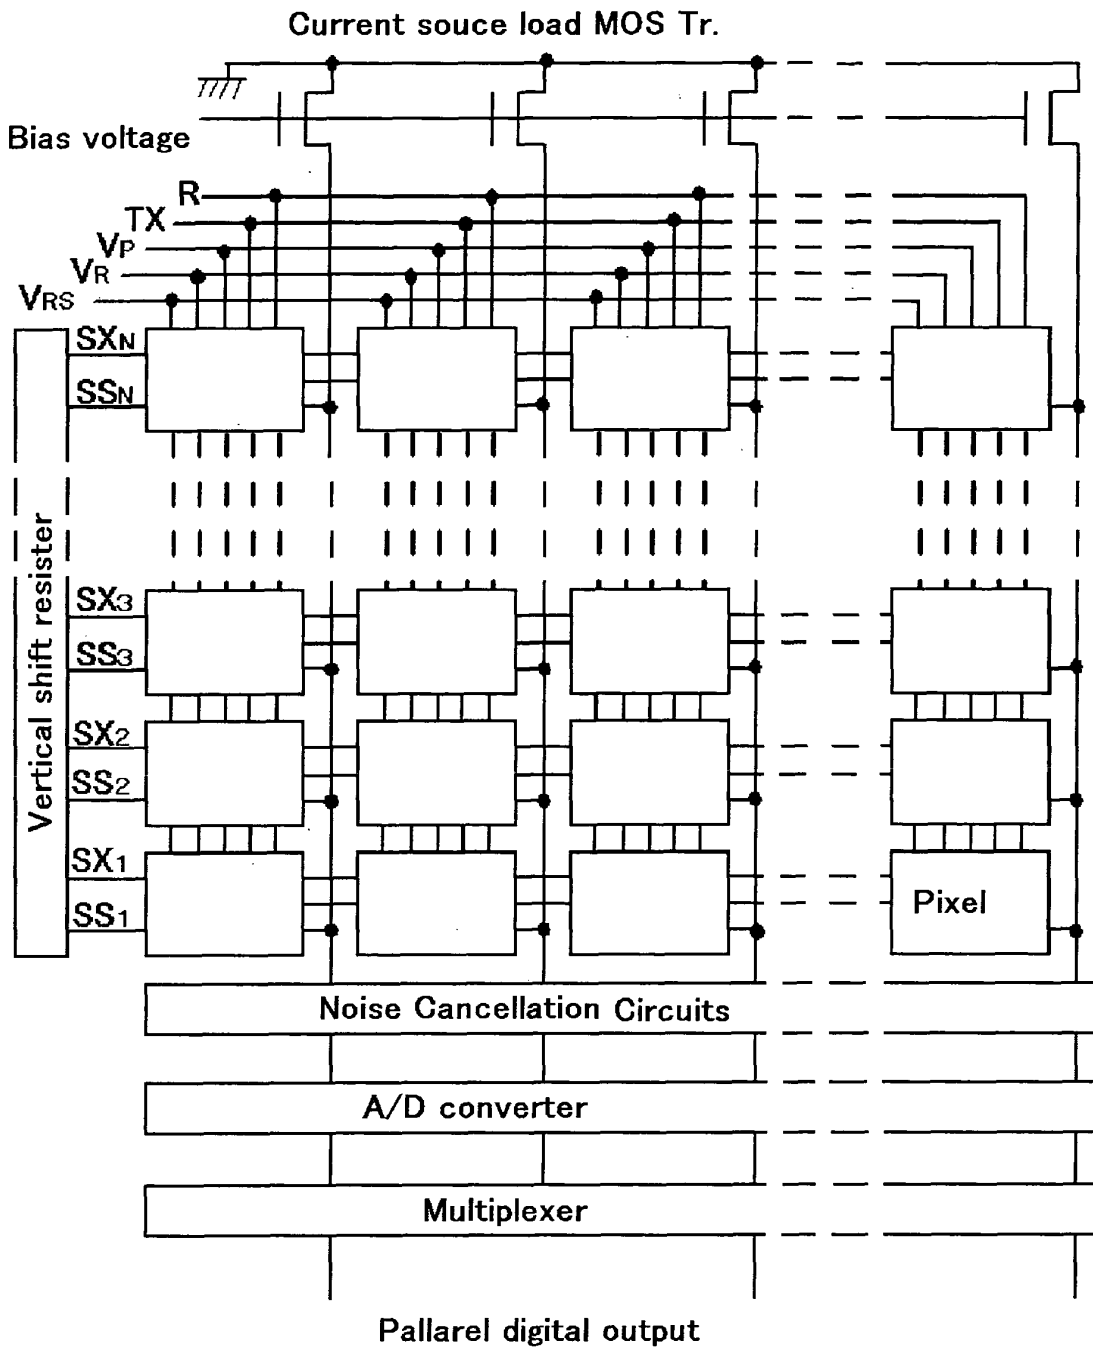 Current souce load MOS Tr.
Bias voltage
R
TX
VP
VR
VRS
SXN
SSN
Vertical shift resister
SX3
SS3
SX2
SS2
SX1
SS1
Pixel
Noise Cancellation Circuits
A/D converter
Multiplexer
Pallarel digital output